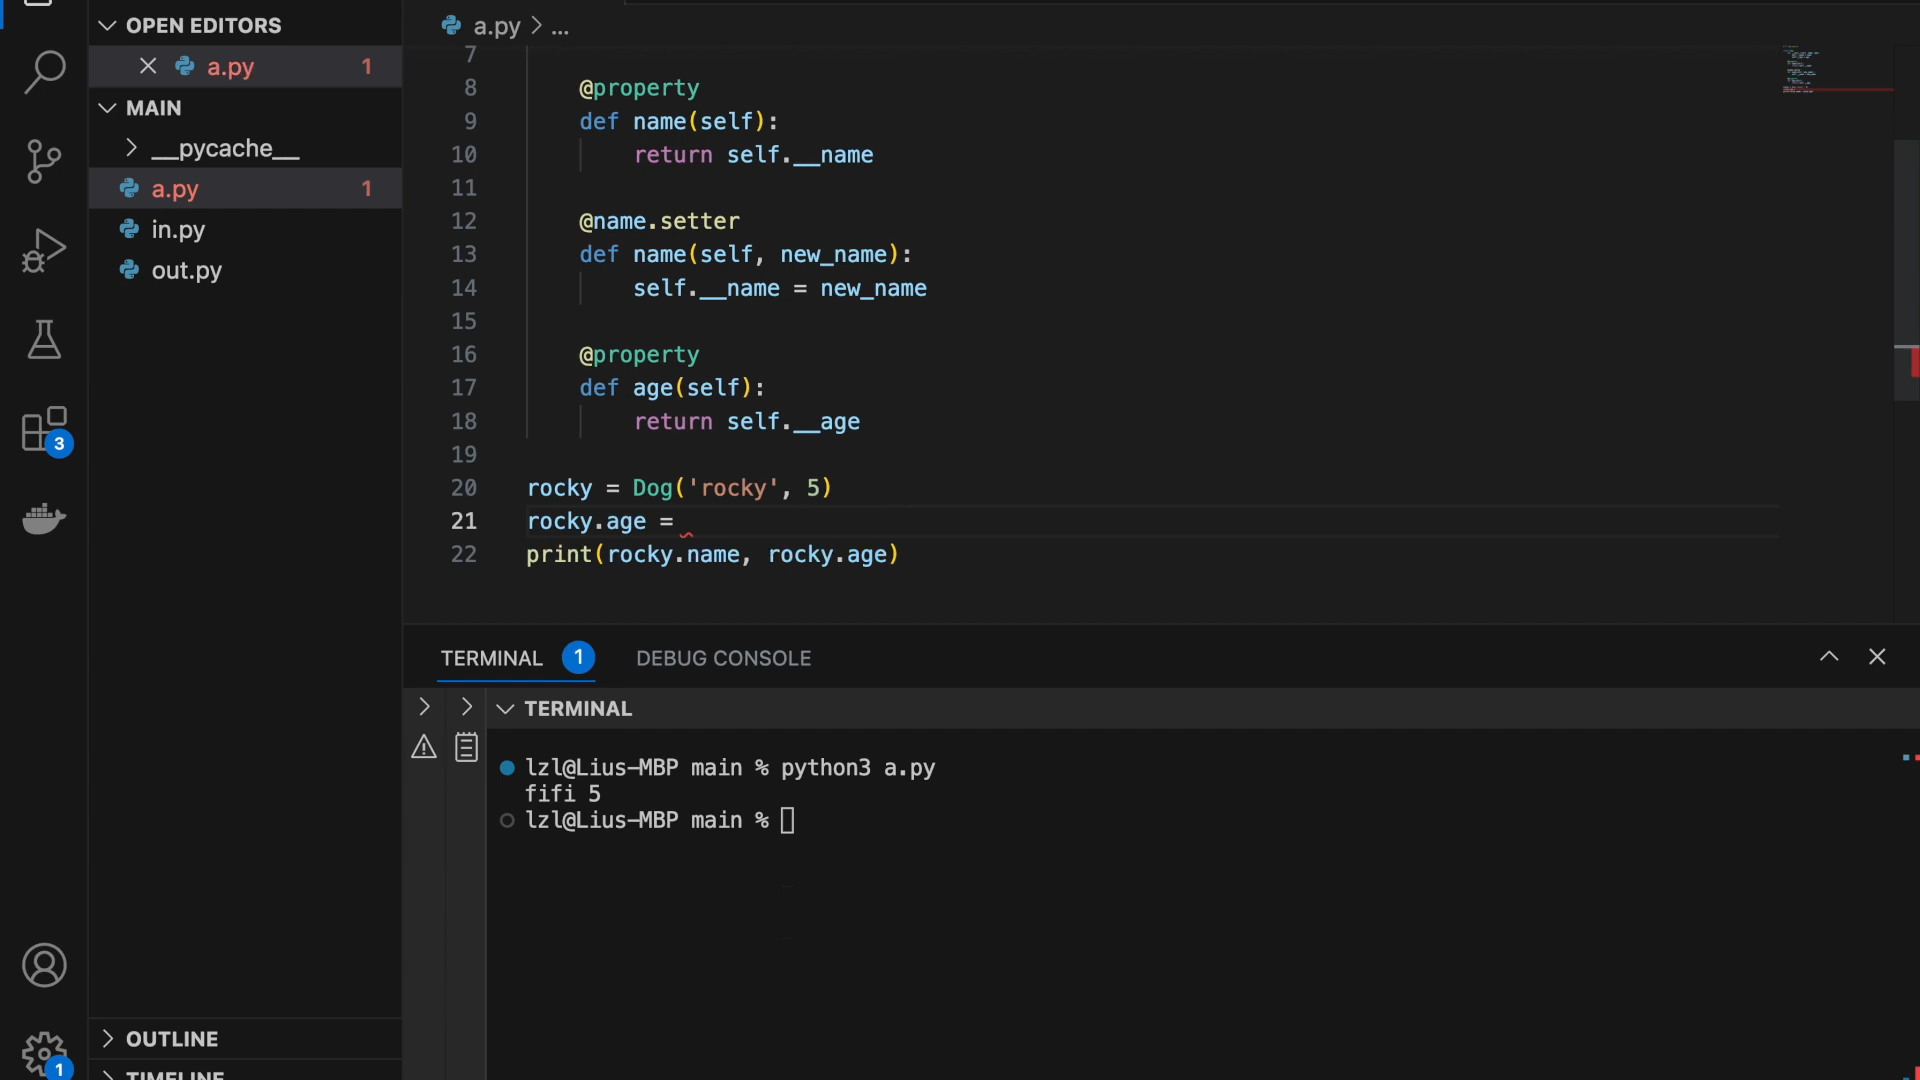 OPEN EDITORS
a.py 1
MAIN
__pycache__
a.py 1
in.py
out.py
3
OUTLINE
1
TIMELINE
a.py > ...
7
8 @property
9 def name(self):
10 return self.__name
11
12 @name.setter
13 def name(self, new_name):
14 self.__name = new_name
15
16 @property
17 def age(self):
18 return self.__age
19
20 rocky = Dog('rocky', 5)
21 rocky.age =
22 print(rocky.name, rocky.age)
TERMINAL 1 DEBUG CONSOLE
TERMINAL
lzl@Lius-MBP main % python3 a.py
fifi 5
lzl@Lius-MBP main %